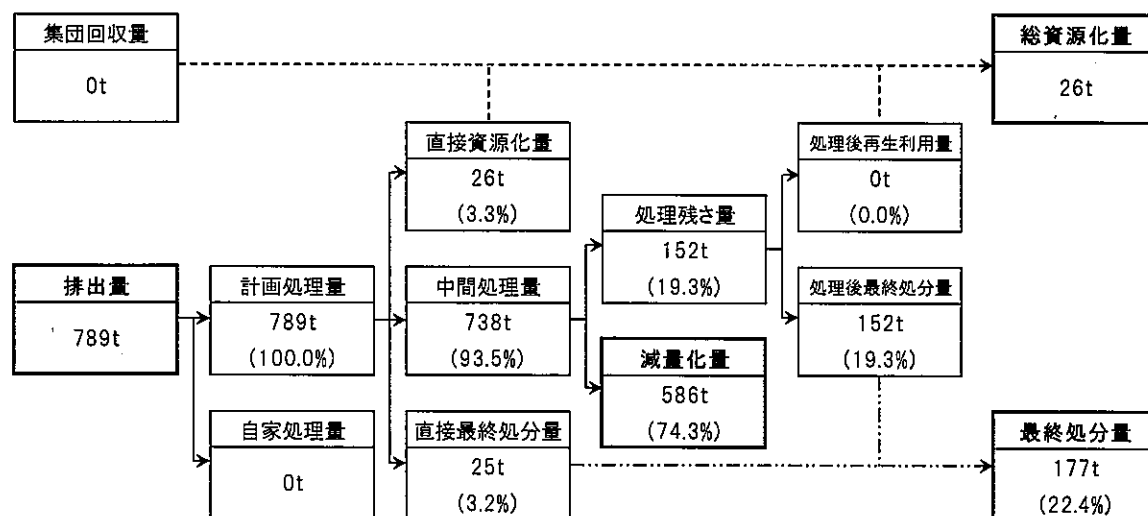 集団回収量
0t
総資源化量
26t
直接資源化量
26t
(3.3%)
処理後再生利用量
0t
(0.0%)
処理残さ量
152t
(19.3%)
排出量
789t
計画処理量
789t
(100.0%)
中間処理量
738t
(93.5%)
処理後最終処分量
152t
(19.3%)
減量化量
586t
(74.3%)
自家処理量
0t
直接最終処分量
25t
(3.2%)
最終処分量
177t
(22.4%)